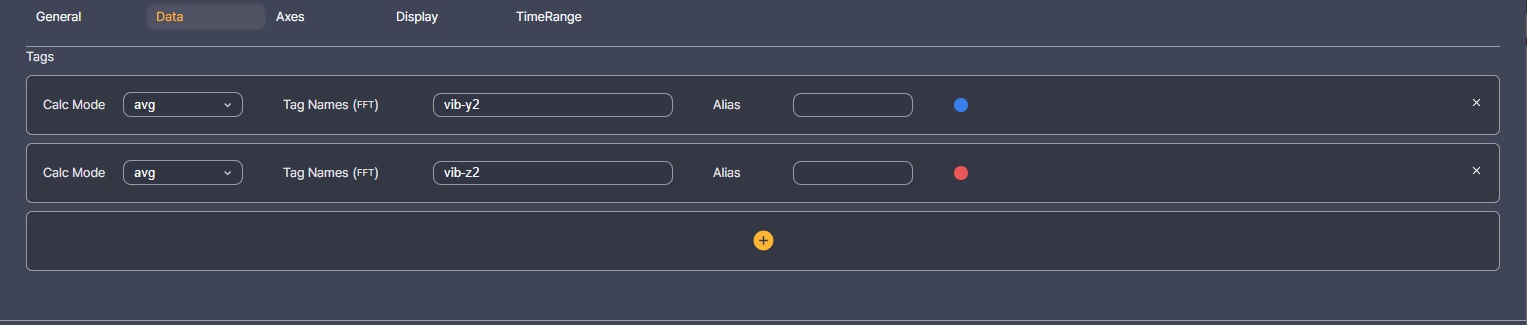 General Data Axes Display TimeRange
Tags
Calc Mode avg Tag Names (FFT) vib-y2 Alias
Calc Mode avg Tag Names (FFT) vib-z2 Alias